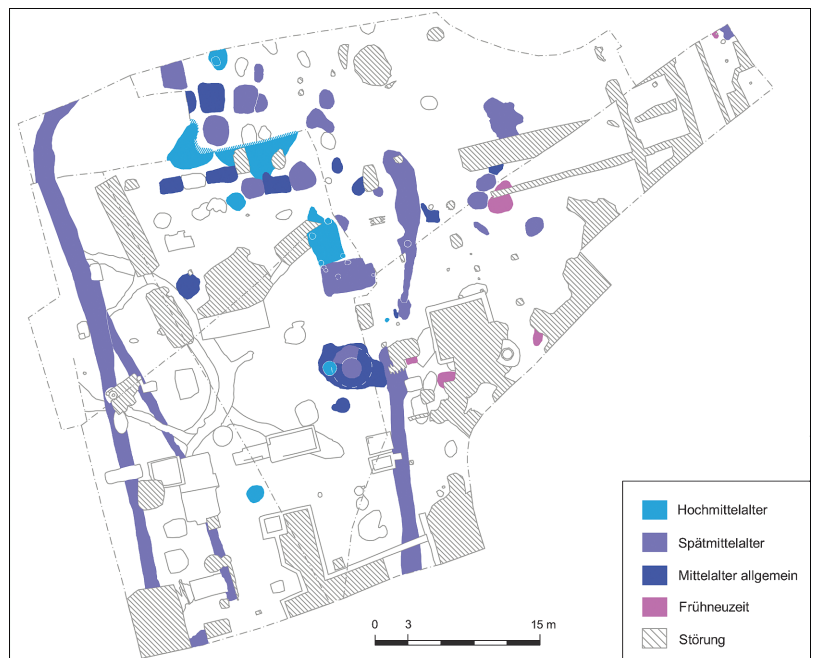 Hochmittelalter
Spätmittelalter
Mittelalter allgemein
Frühneuzeit
Störung
0 3 15 m